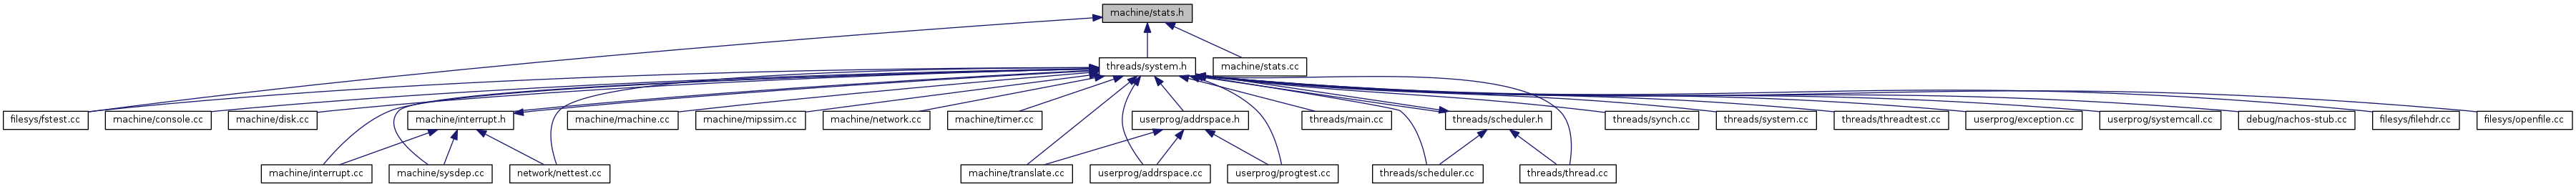 machine/stats.h
threads/system.h
machine/stats.cc
filesys/fstest.cc
machine/console.cc
machine/disk.cc
machine/interrupt.h
machine/machine.cc
machine/mipssim.cc
machine/network.cc
machine/timer.cc
userprog/addrspace.h
threads/main.cc
threads/scheduler.h
threads/synch.cc
threads/system.cc
threads/threadtest.cc
userprog/exception.cc
userprog/systemcall.cc
debug/nachos-stub.cc
filesys/filehdr.cc
filesys/openfile.cc
machine/interrupt.cc
machine/sysdep.cc
network/nettest.cc
machine/translate.cc
userprog/addrspace.cc
userprog/progtest.cc
threads/scheduler.cc
threads/thread.cc